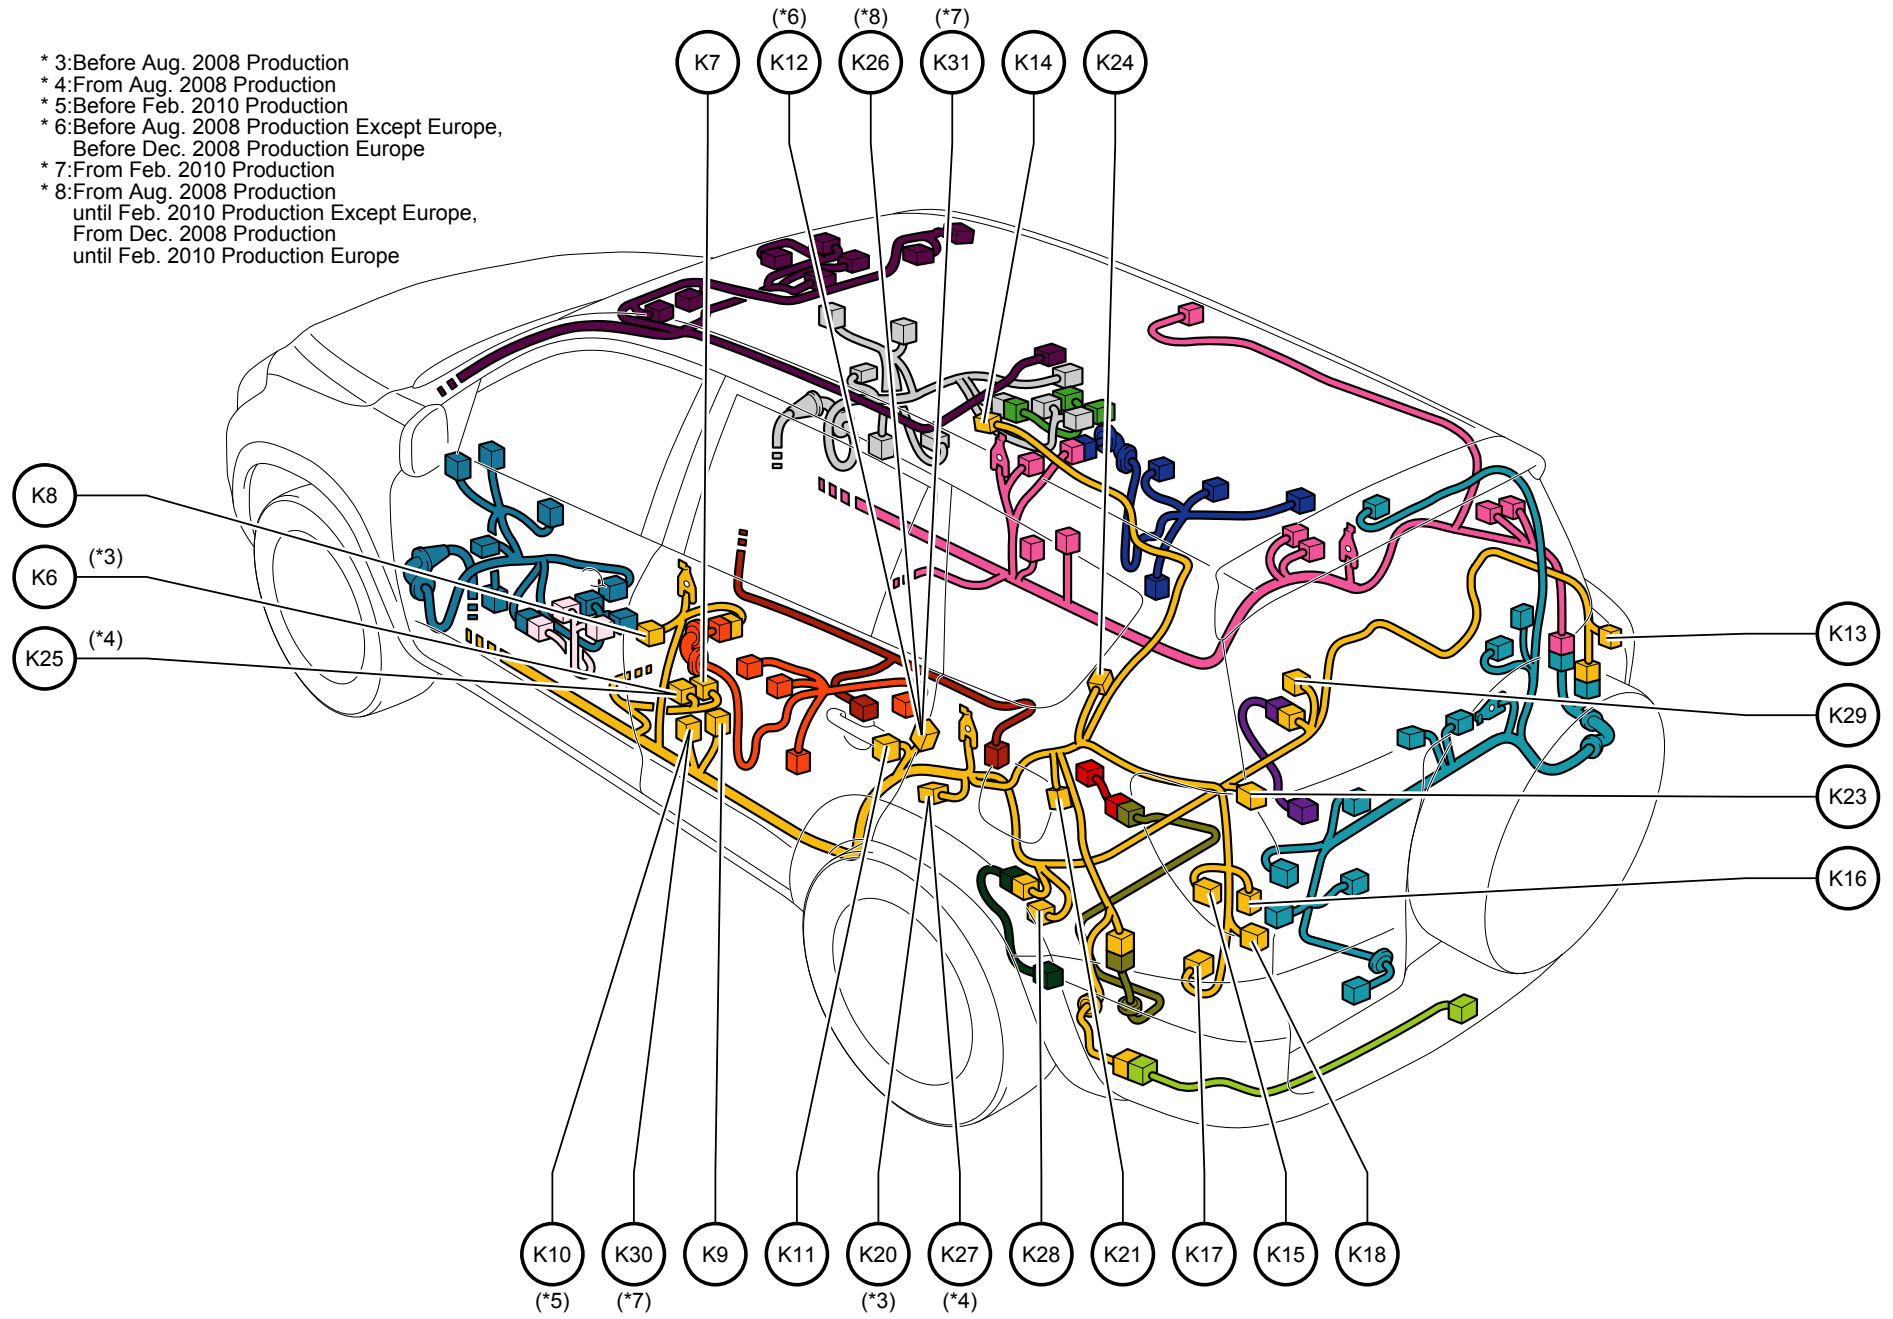 (*6) (*8) (*7)
K7 K12 K26 K31 K14 K24
* 3:Before Aug. 2008 Production
* 4:From Aug. 2008 Production
* 5:Before Feb. 2010 Production
* 6:Before Aug. 2008 Production Except Europe,
Before Dec. 2008 Production Europe
* 7:From Feb. 2010 Production
* 8:From Aug. 2008 Production
until Feb. 2010 Production Except Europe,
From Dec. 2008 Production
until Feb. 2010 Production Europe
K8
K6 (*3)
K25 (*4)
K13
K29
K23
K16
K10 K30 K9 K11 K20 K27 K28 K21 K17 K15 K18
(*5) (*7) (*3) (*4)